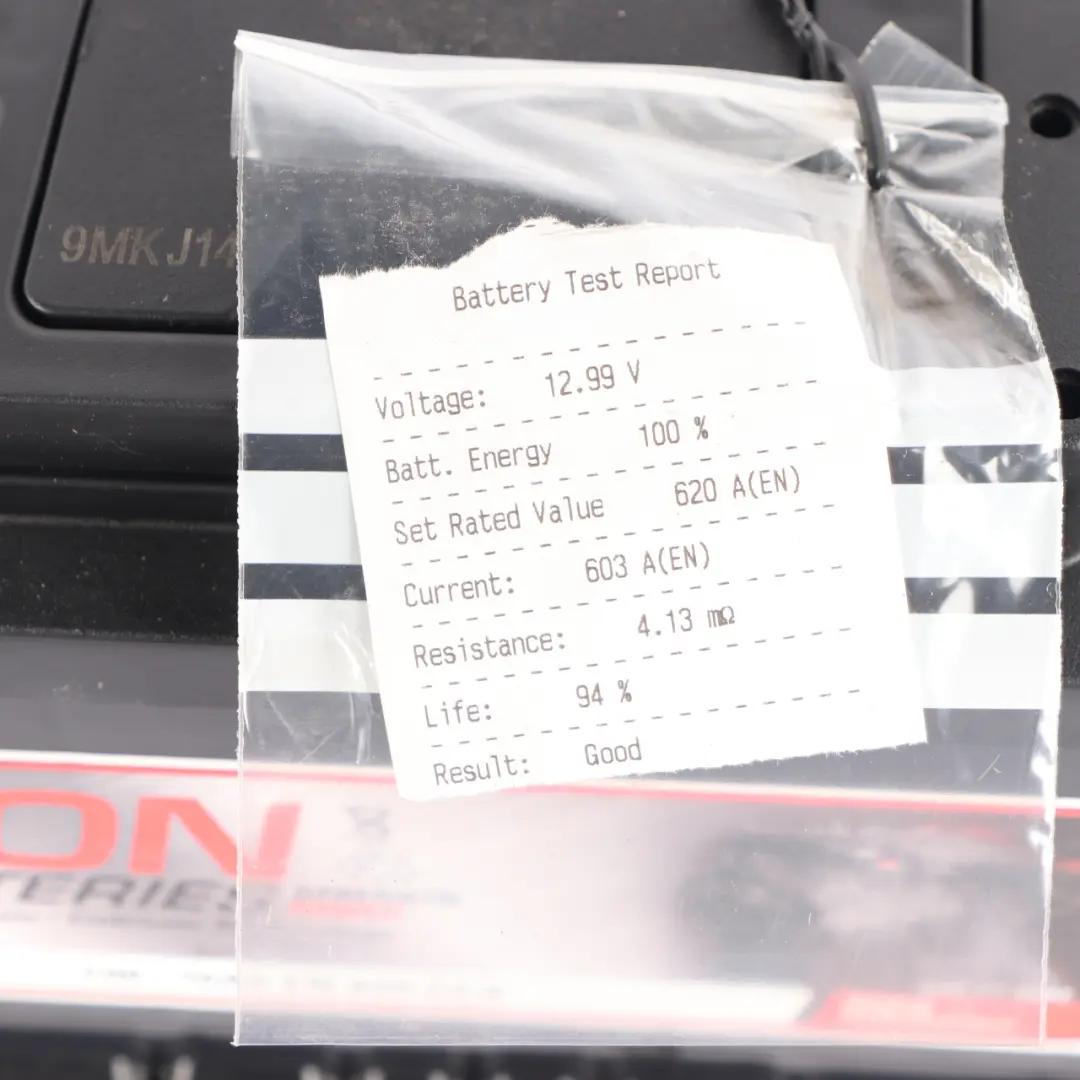 9MKJ14
Battery Test Report
Voltage: 12.99 V
Batt. Energy 100 %
Set Rated Value 620 A(EN)
Current: 603 A(EN)
Resistance: 4.13 mΩ
Life: 94 %
Result: Good
ON
TERIES